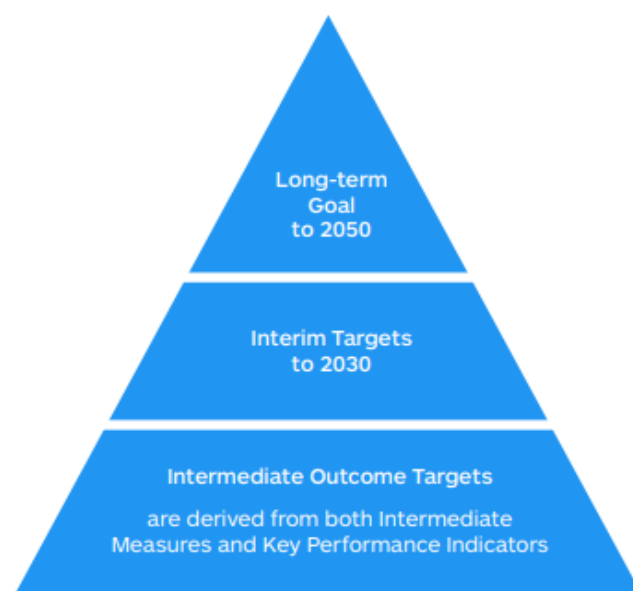 Long-term
Goal
to 2050
Interim Targets
to 2030
Intermediate Outcome Targets
are derived from both Intermediate
Measures and Key Performance Indicators